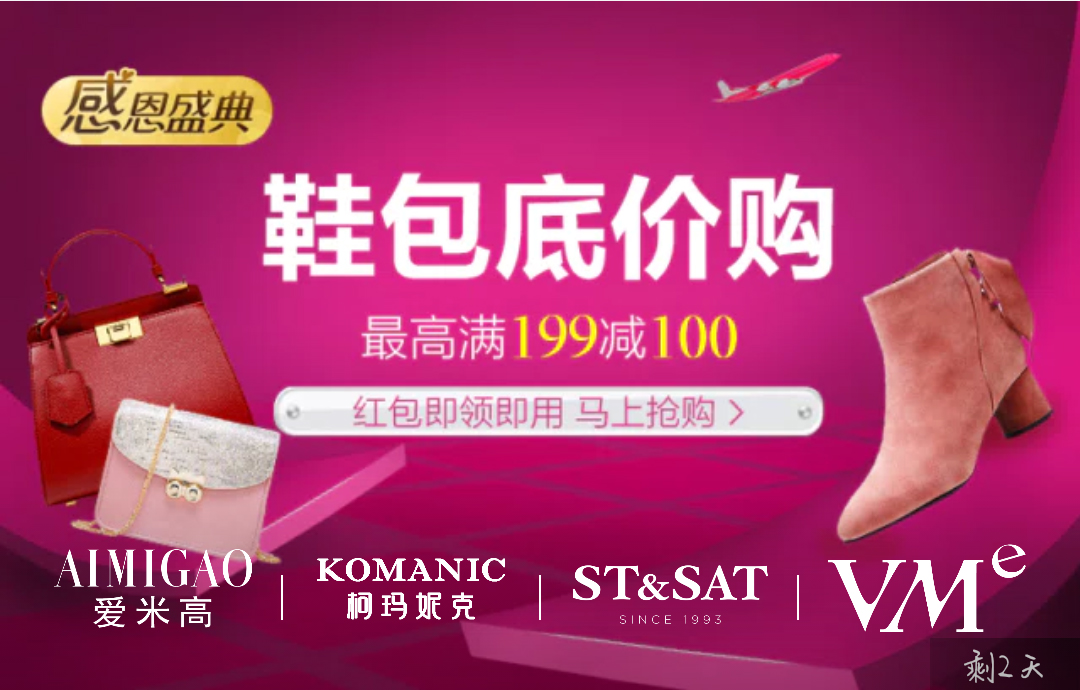 感恩盛典
鞋包底价购
最高满199减100
红包即领即用 马上抢购 >
AIMIGAO
爱米高
KOMANIC
柯玛妮克
ST&SAT
SINCE 1993
VMe
剩2天